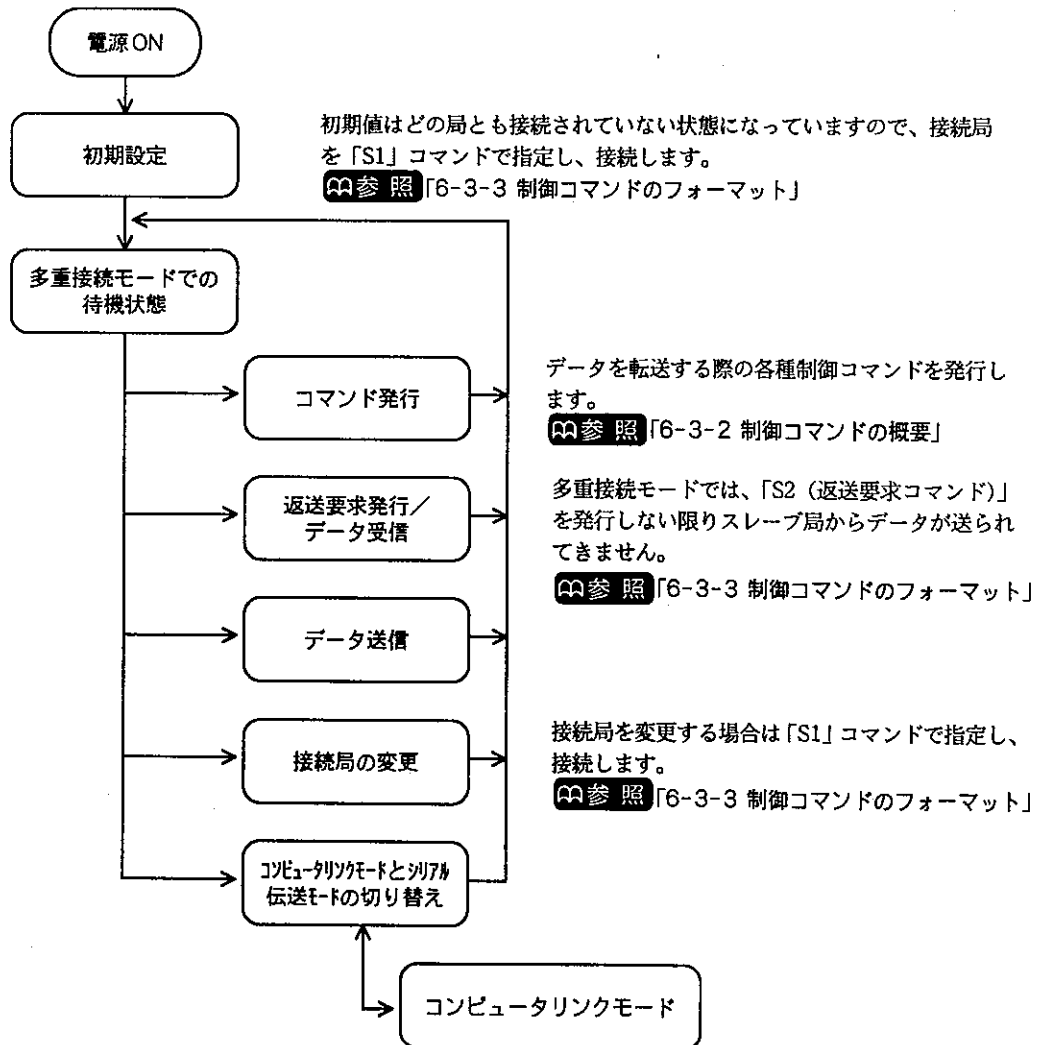 電源ON
初期設定
初期値はどの局とも接続されていない状態になっていますので、接続局
を「S1」コマンドで指定し、接続します。
参 照「6-3-3 制御コマンドのフォーマット」
多重接続モードでの
待機状態
コマンド発行
データを転送する際の各種制御コマンドを発行し
ます。
参 照「6-3-2 制御コマンドの概要」
返送要求発行／
データ受信
多重接続モードでは、「S2（返送要求コマンド）」
を発行しない限りスレーブ局からデータが送られ
てきません。
参 照「6-3-3 制御コマンドのフォーマット」
データ送信
接続局の変更
接続局を変更する場合は「S1」コマンドで指定し、
接続します。
参 照「6-3-3 制御コマンドのフォーマット」
ｺﾝﾋﾟｭｰﾀﾘﾝｸﾓｰﾄﾞとｼﾘｱﾙ
伝送ﾓｰﾄﾞの切り替え
コンピュータリンクモード